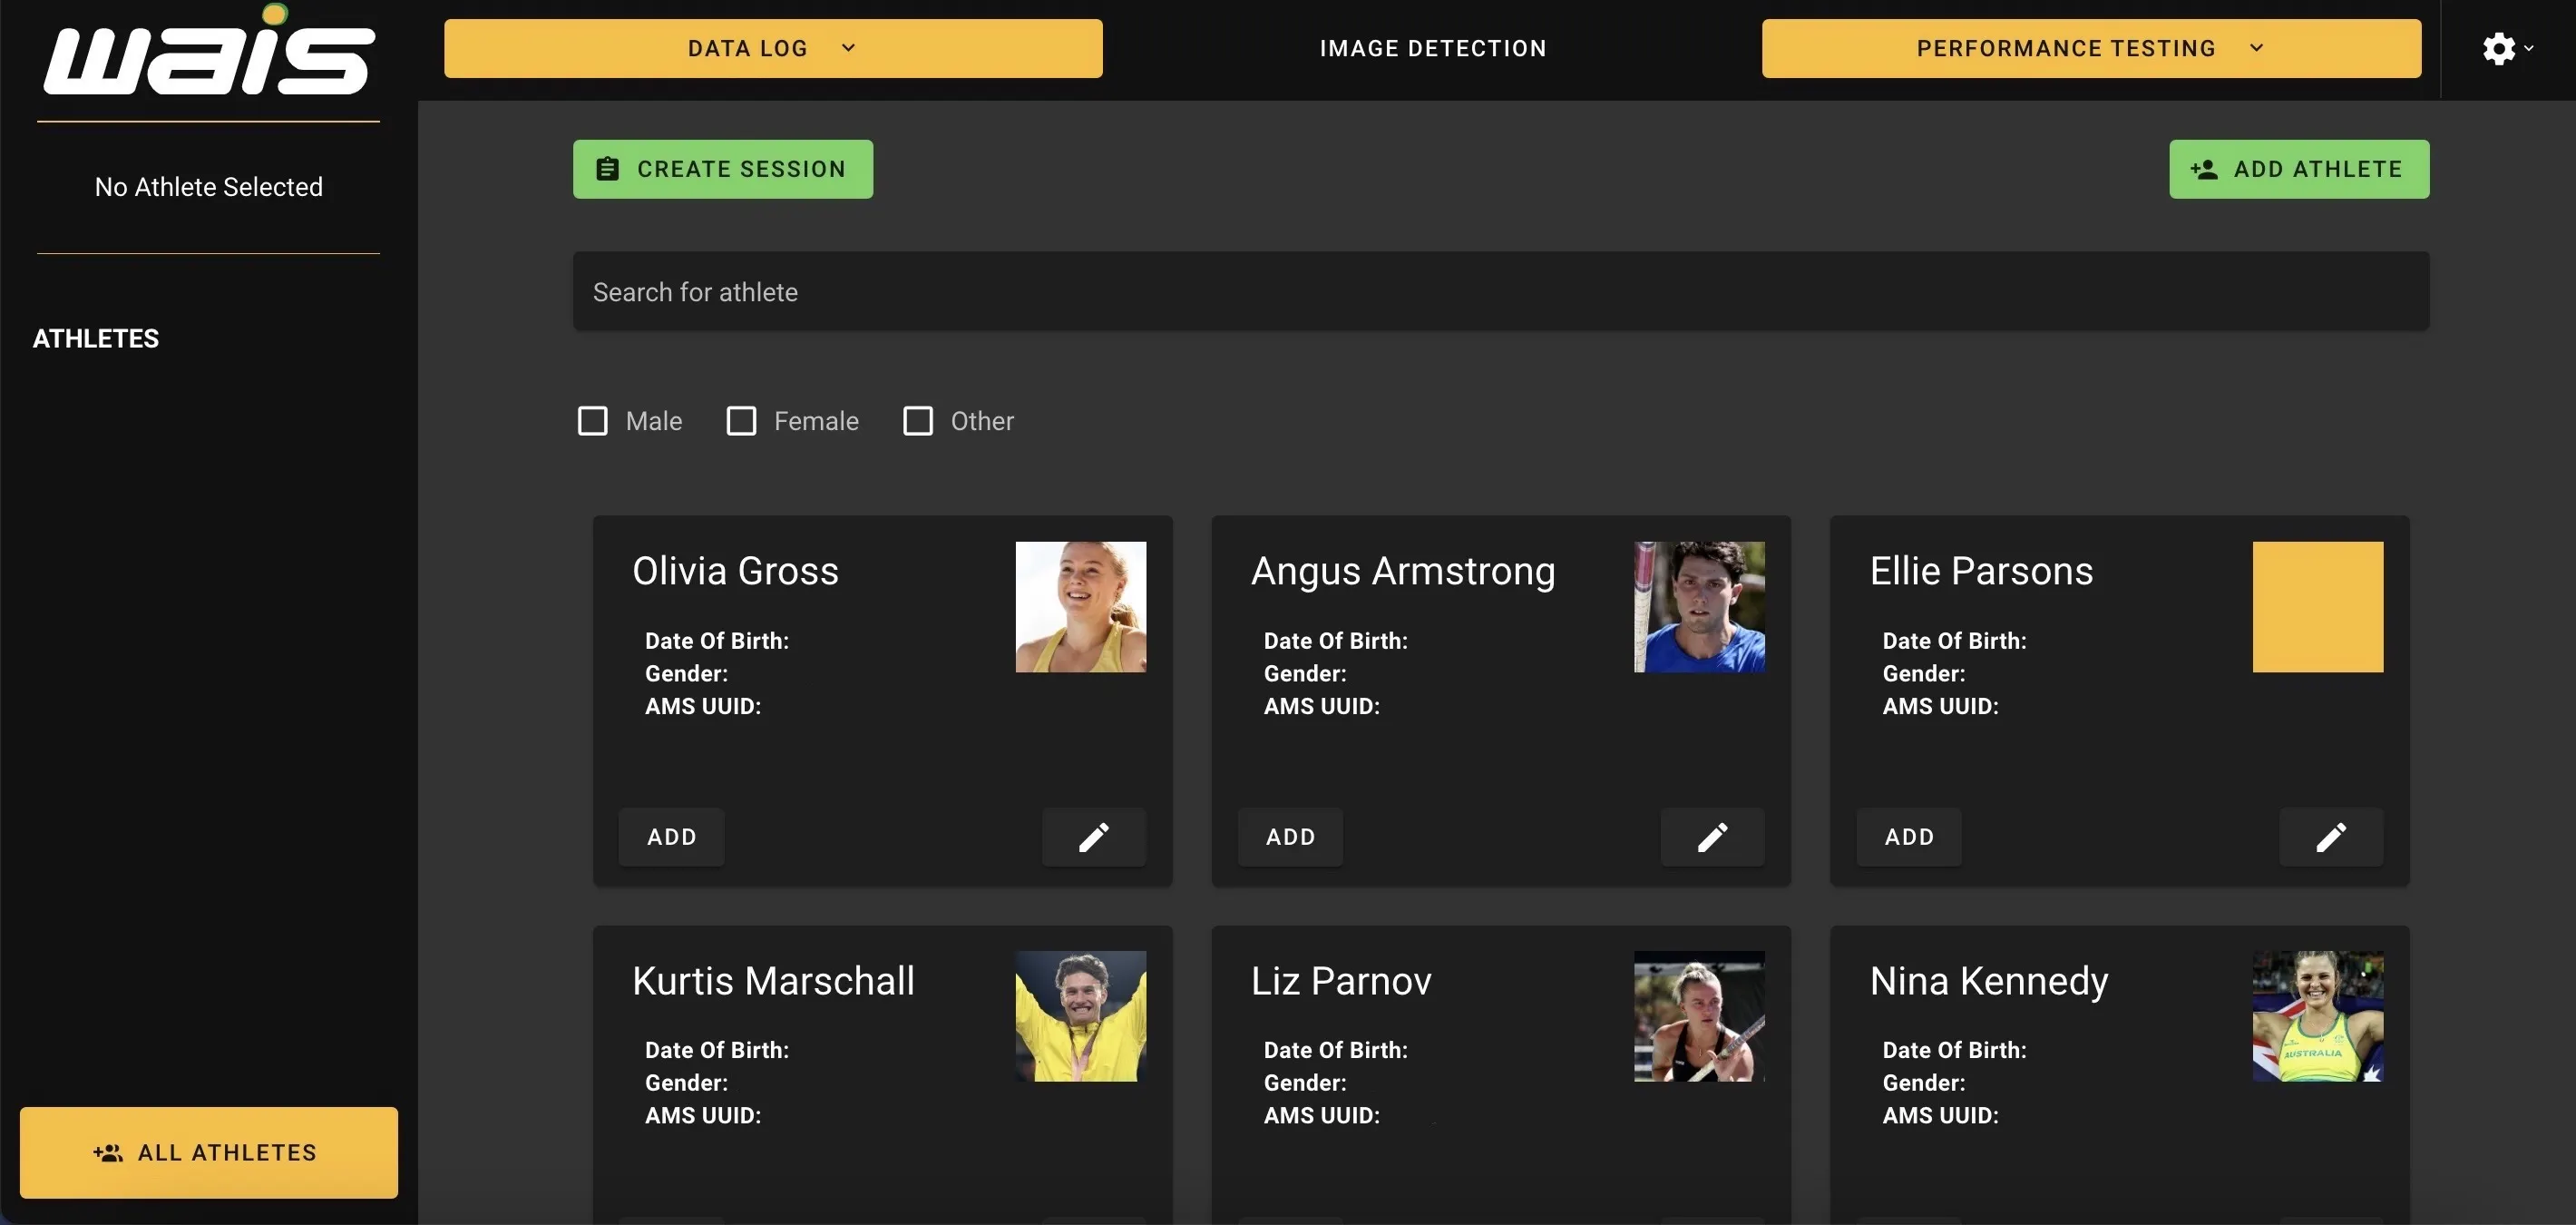 wais
DATA LOG
IMAGE DETECTION
PERFORMANCE TESTING
No Athlete Selected
ATHLETES
ALL ATHLETES
CREATE SESSION
ADD ATHLETE
Search for athlete
Male
Female
Other
Olivia Gross
Date Of Birth:
Gender:
AMS UUID:
ADD
Angus Armstrong
Date Of Birth:
Gender:
AMS UUID:
ADD
Ellie Parsons
Date Of Birth:
Gender:
AMS UUID:
ADD
Kurtis Marschall
Date Of Birth:
Gender:
AMS UUID:
Liz Parnov
Date Of Birth:
Gender:
AMS UUID:
Nina Kennedy
AUSTRALIA
Date Of Birth:
Gender:
AMS UUID: